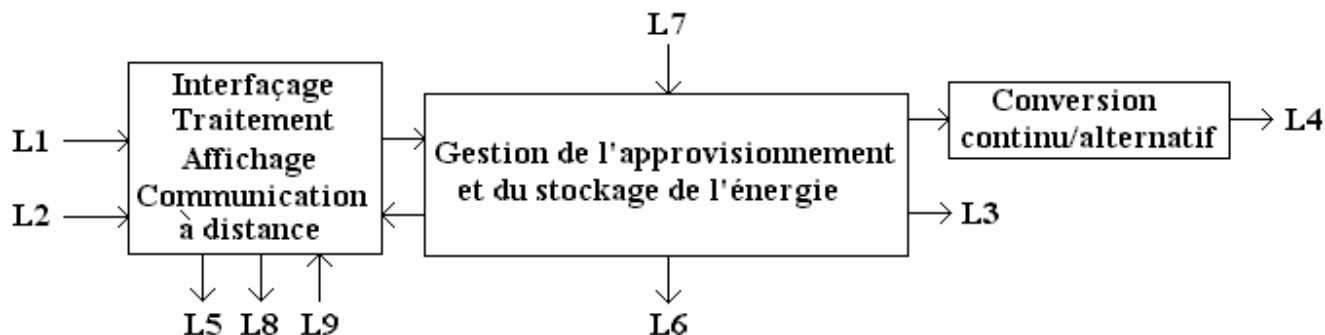 L7
Interfaçage
Traitement
Affichage
Communication
à distance
L1
L2
Gestion de l'approvisionnement
et du stockage de l'énergie
Conversion
continu/alternatif
L4
L3
L5 L8 L9
L6